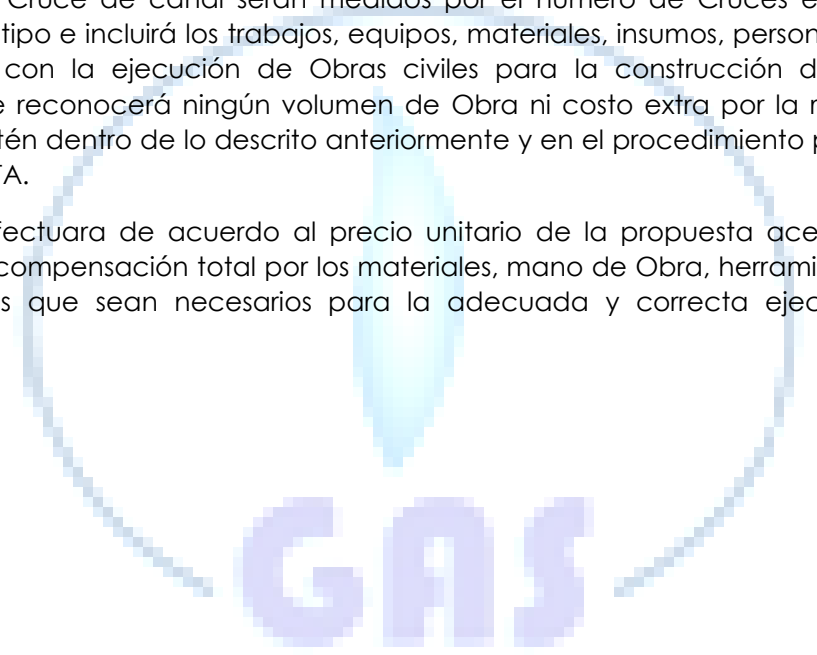 Cruce de canal serán medidos por el número de Cruces e
tipo e incluirá los trabajos, equipos, materiales, insumos, person
con la ejecución de Obras civiles para la construcción d
e reconocerá ningún volumen de Obra ni costo extra por la
tén dentro de lo descrito anteriormente y en el procedimiento p
TA.
fectuara de acuerdo al precio unitario de la propuesta ace
compensación total por los materiales, mano de Obra, herrami
s que sean necesarios para la adecuada y correcta ejec
GAS